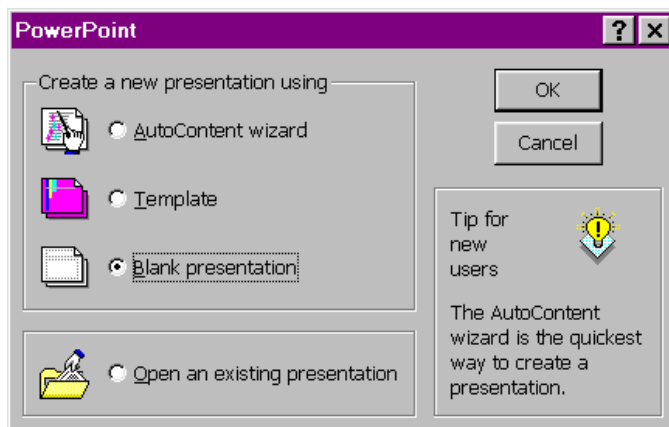 PowerPoint
Create a new presentation using
AutoContent wizard
Template
Blank presentation
Open an existing presentation
OK
Cancel
Tip for
new
users
The AutoContent
wizard is the quickest
way to create a
presentation.